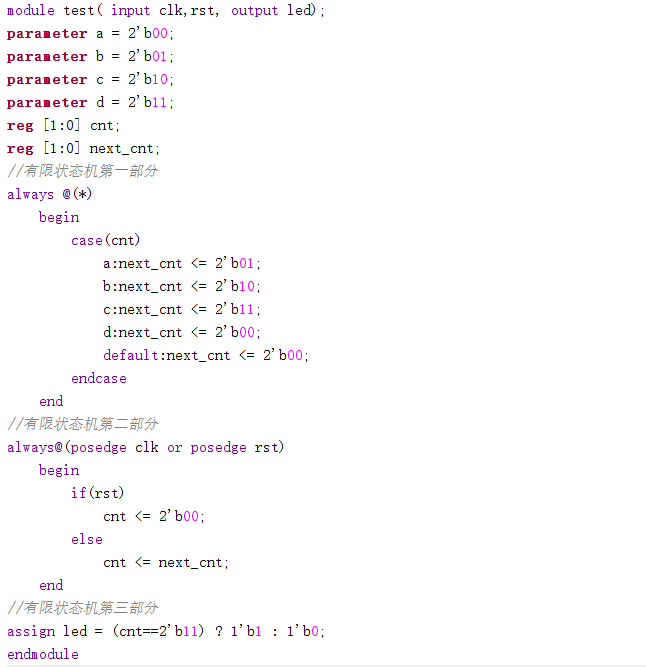 module test( input clk,rst, output led);
parameter a = 2'b00;
parameter b = 2'b01;
parameter c = 2'b10;
parameter d = 2'b11;
reg [1:0] cnt;
reg [1:0] next_cnt;
//有限状态机第一部分
always @(*)
    begin
        case(cnt)
            a:next_cnt <= 2'b01;
            b:next_cnt <= 2'b10;
            c:next_cnt <= 2'b11;
            d:next_cnt <= 2'b00;
            default:next_cnt <= 2'b00;
        endcase
    end
//有限状态机第二部分
always@(posedge clk or posedge rst)
    begin
        if(rst)
            cnt <= 2'b00;
        else
            cnt <= next_cnt;
    end
//有限状态机第三部分
assign led = (cnt==2'b11) ? 1'b1 : 1'b0;
endmodule